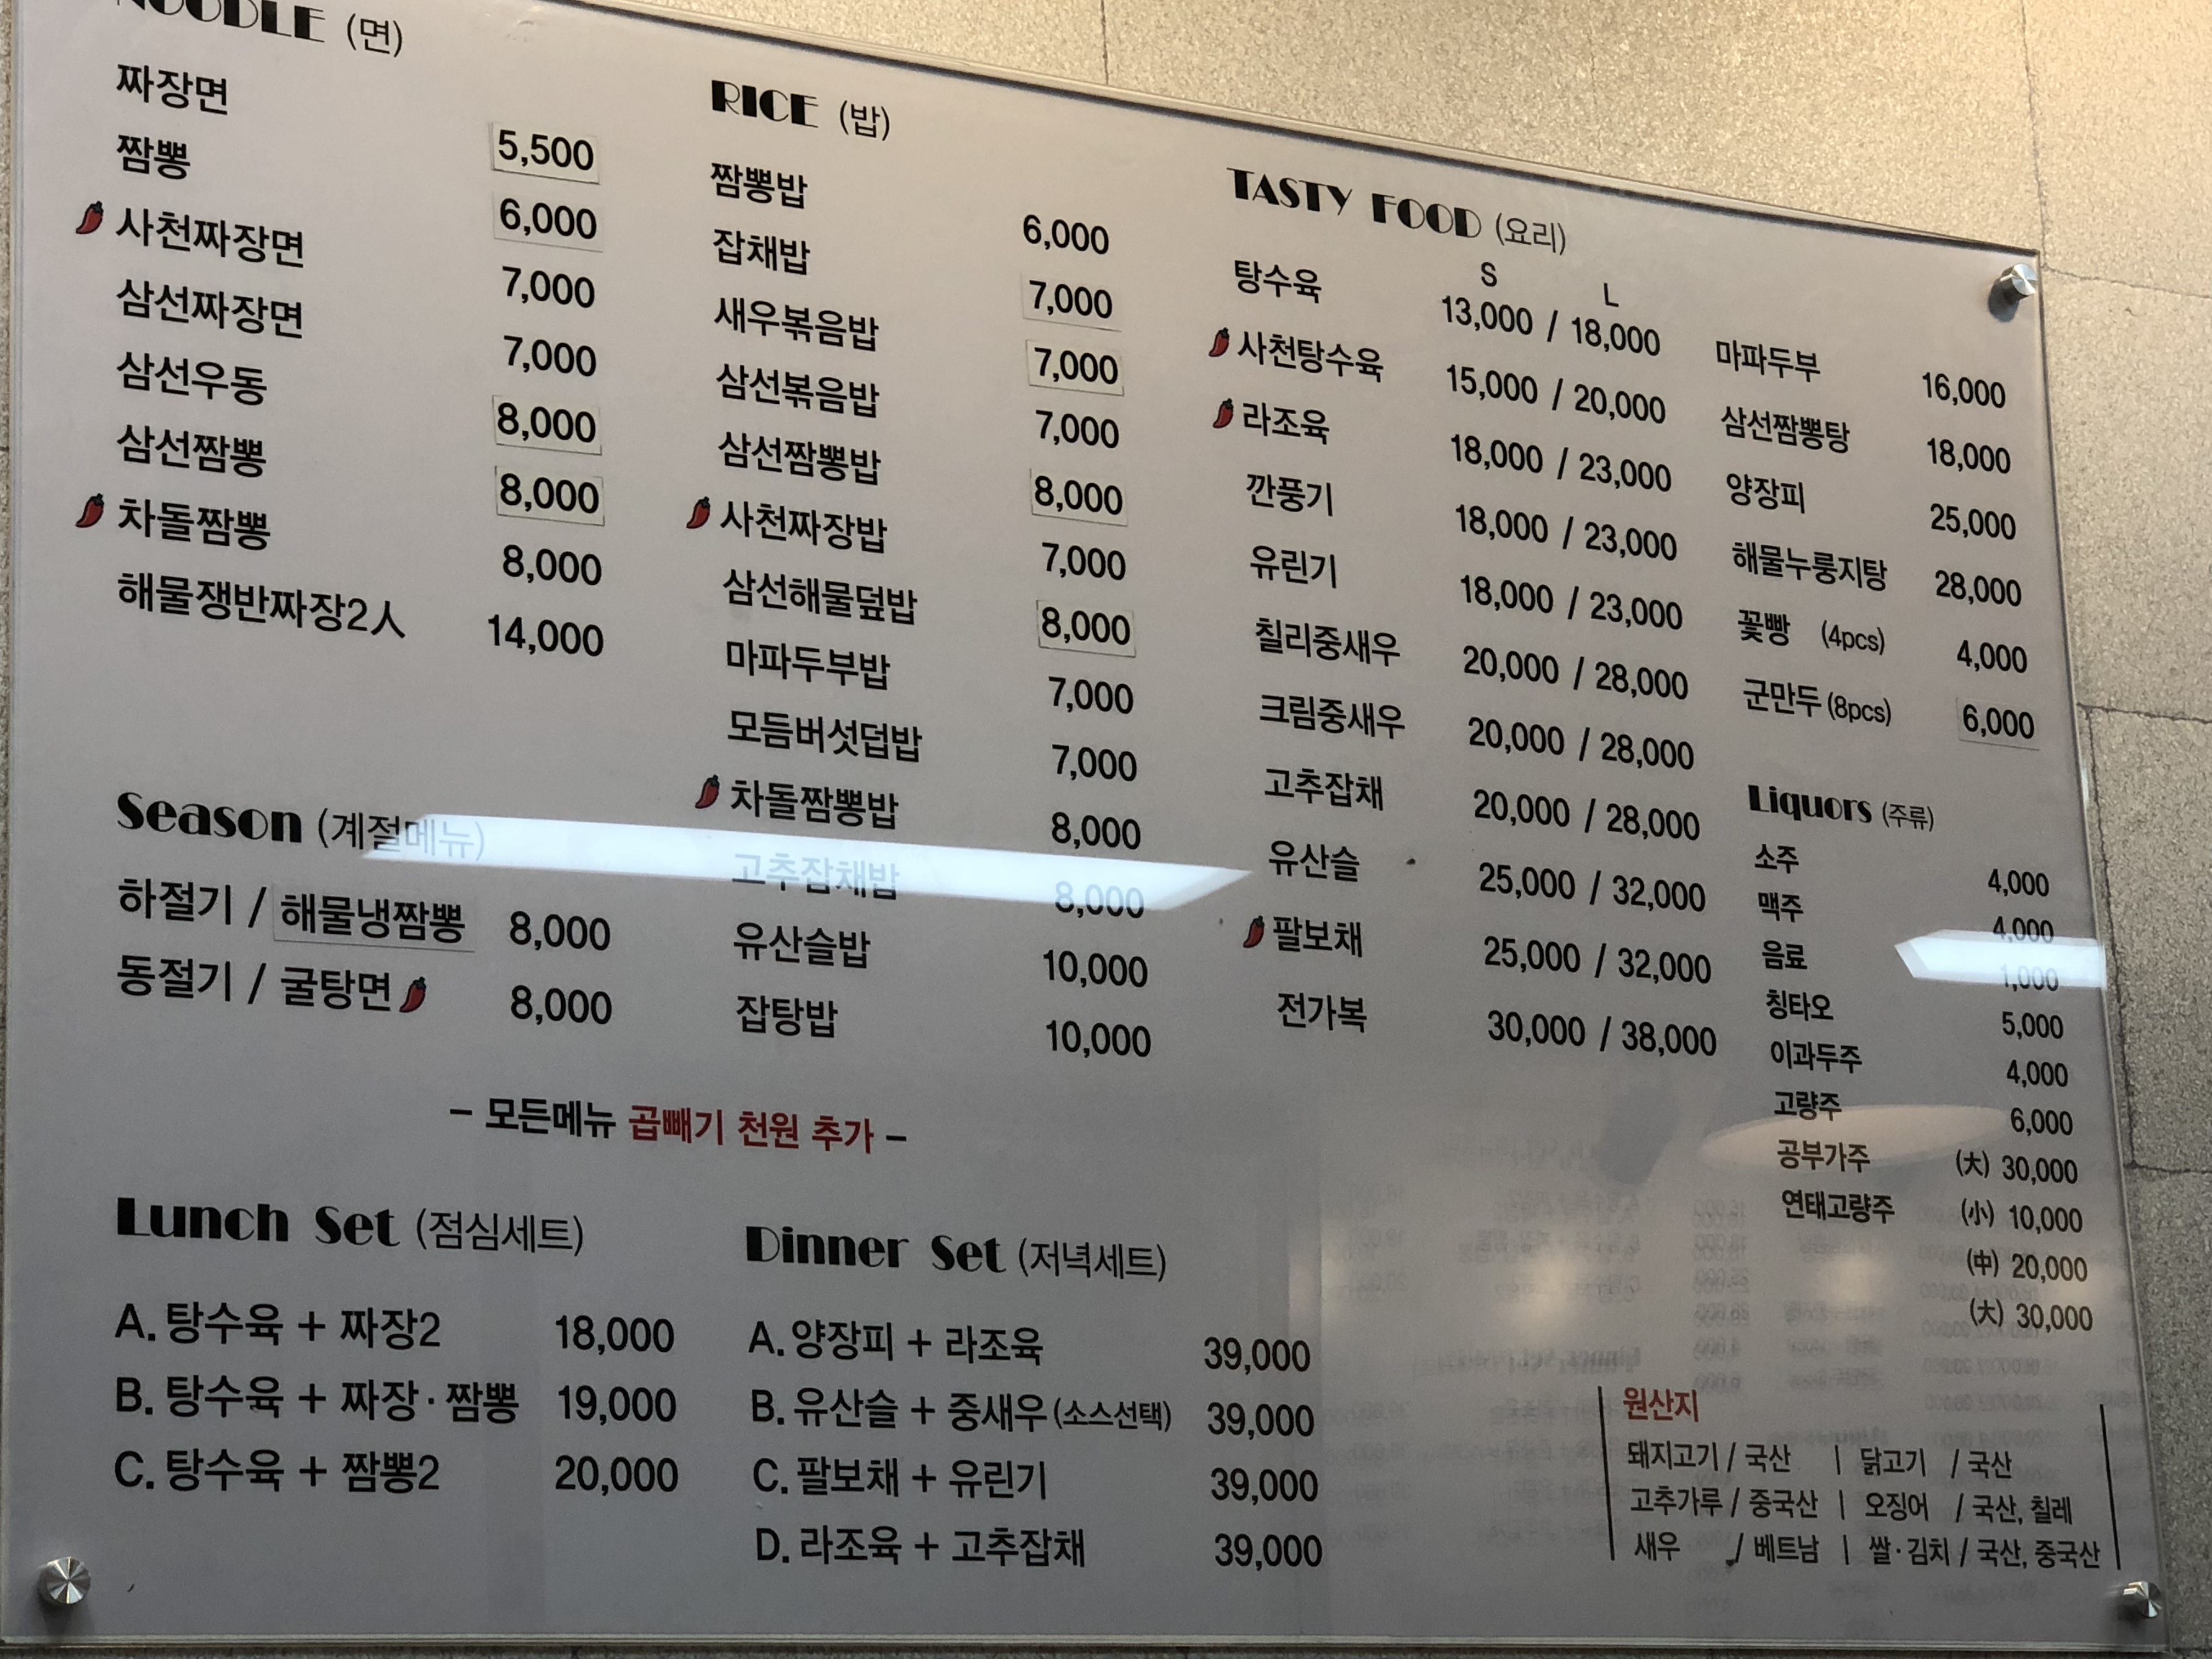 NOODLE (면)
짜장면 5,500
짬뽕 6,000
사천짜장면 7,000
삼선짜장면 7,000
삼선우동 8,000
삼선짬뽕 8,000
차돌짬뽕 8,000
해물쟁반짜장2人 14,000
Season (계절메뉴)
하절기 / 해물냉짬뽕 8,000
동절기 / 굴탕면 8,000
RICE (밥)
짬뽕밥 6,000
잡채밥 7,000
새우볶음밥 7,000
삼선볶음밥 7,000
삼선짬뽕밥 8,000
사천짜장밥 7,000
삼선해물덮밥 8,000
마파두부밥 7,000
모듬버섯덥밥 7,000
차돌짬뽕밥 8,000
고추잡채밥 8,000
유산슬밥 10,000
잡탕밥 10,000
- 모든메뉴 곱빼기 천원 추가 -
TASTY FOOD (요리)
S L
탕수육 13,000 / 18,000
사천탕수육 15,000 / 20,000
라조육 18,000 / 23,000
깐풍기 18,000 / 23,000
유린기 18,000 / 23,000
칠리중새우 20,000 / 28,000
크림중새우 20,000 / 28,000
고추잡채 20,000 / 28,000
유산슬 25,000 / 32,000
팔보채 25,000 / 32,000
전가복 30,000 / 38,000
마파두부 16,000
삼선짬뽕탕 18,000
양장피 25,000
해물누룽지탕 28,000
꽃빵 (4pcs) 4,000
군만두 (8pcs) 6,000
Liquors (주류)
소주 4,000
맥주 4,000
음료 1,000
칭타오 5,000
이과두주 4,000
고량주 6,000
공부가주 (大) 30,000
연태고량주 (小) 10,000
(中) 20,000
(大) 30,000
Lunch Set (점심세트)
A. 탕수육 + 짜장2 18,000
B. 탕수육 + 짜장 · 짬뽕 19,000
C. 탕수육 + 짬뽕2 20,000
Dinner Set (저녁세트)
A. 양장피 + 라조육 39,000
B. 유산슬 + 중새우 (소스선택) 39,000
C. 팔보채 + 유린기 39,000
D. 라조육 + 고추잡채 39,000
원산지
돼지고기 / 국산 | 닭고기 / 국산
고추가루 / 중국산 | 오징어 / 국산, 칠레
새우 / 베트남 | 쌀 · 김치 / 국산, 중국산